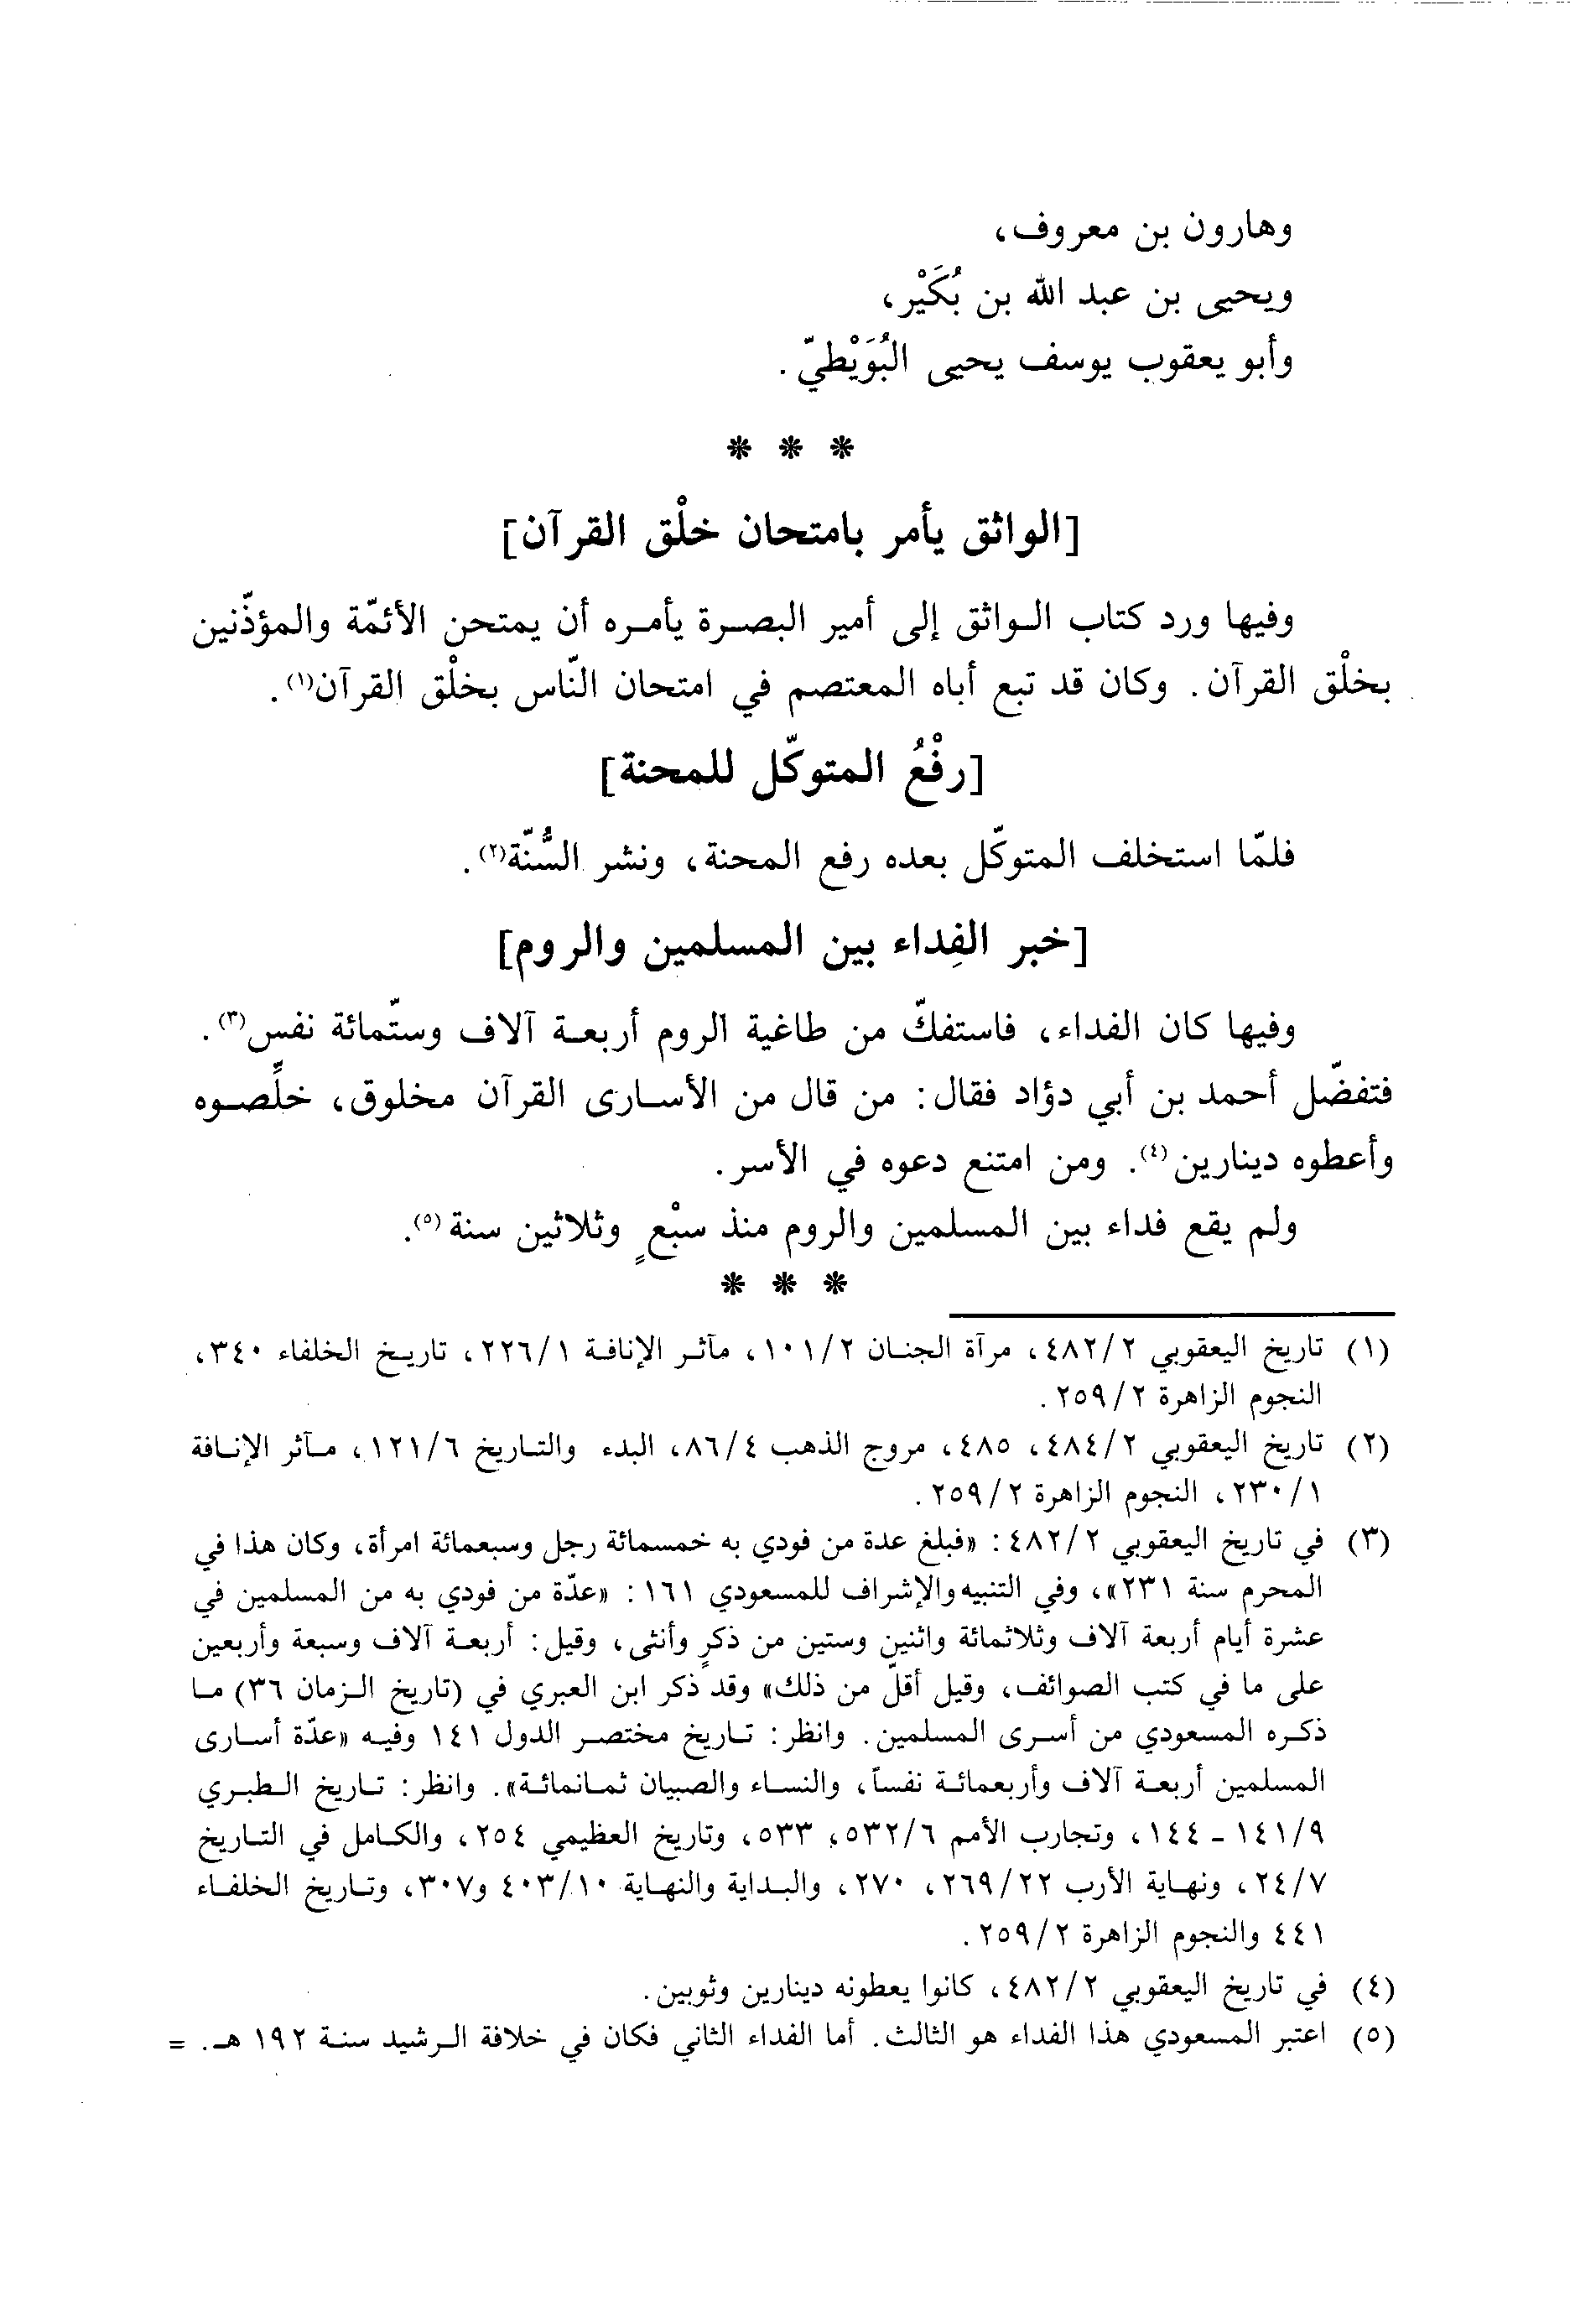 وهارون بن معروف،
ويحيى بن عبد الله بن بُكَيْر،
وأبو يعقوب يوسف يحيى البُوَيْطيّ.
* * *
[الواثق يأمر بامتحان خلْق القرآن]
وفيها ورد كتاب الواثق إلى أمير البصرة يأمره أن يمتحن الأئمّة والمؤذّنين
بخلْق القرآن. وكان قد تبع أباه المعتصم في امتحان النّاس بخلْق القرآن(١).
[رفْعُ المتوكّل للمحنة]
فلمّا استخلف المتوكّل بعده رفع المحنة، ونشر السُّنّة(٢).
[خبر الفِداء بين المسلمين والروم]
وفيها كان الفداء، فاستفكّ من طاغية الروم أربعة آلاف وستّمائة نفس(٣).
فتفضّل أحمد بن أبي دؤاد فقال: من قال من الأسارى القرآن مخلوق، خلِّصوه
وأعطوه دينارين(٤). ومن امتنع دعوه في الأسر.
ولم يقع فداء بين المسلمين والروم منذ سبْعٍ وثلاثين سنة(٥).
* * *
(١) تاريخ اليعقوبي ٤٨٢/٢، مرآة الجنان ١٠١/٢، مآثر الإنافة ٢٢٦/١، تاريخ الخلفاء ٣٤٠،
النجوم الزاهرة ٢٥٩/٢.
(٢) تاريخ اليعقوبي ٤٨٤/٢، ٤٨٥، مروج الذهب ٨٦/٤، البدء والتاريخ ١٢١/٦، مآثر الإنافة
٢٣٠/١، النجوم الزاهرة ٢٥٩/٢.
(٣) في تاريخ اليعقوبي ٤٨٢/٢: «فبلغ عدة من فودي به خمسمائة رجل وسبعمائة امرأة، وكان هذا في
المحرم سنة ٢٣١»، وفي التنبيه والإشراف للمسعودي ١٦١: «عدّة من فودي به من المسلمين في
عشرة أيام أربعة آلاف وثلاثمائة واثنين وستين من ذكرٍ وأنثى، وقيل: أربعة آلاف وسبعة وأربعين
على ما في كتب الصوائف، وقيل أقلّ من ذلك» وقد ذكر ابن العبري في (تاريخ الزمان ٣٦) ما
ذكره المسعودي من أسرى المسلمين. وانظر: تاريخ مختصر الدول ١٤١ وفيه «عدّة أسارى
المسلمين أربعة آلاف وأربعمائة نفساً، والنساء والصبيان ثمانمائة». وانظر: تاريخ الطبري
١٤١/٩ - ١٤٤، وتجارب الأمم ٥٣٢/٦، ٥٣٣، وتاريخ العظيمي ٢٥٤، والكامل في التاريخ
٢٤/٧، ونهاية الأرب ٢٦٩/٢٢، ٢٧٠، والبداية والنهاية ٤٠٣/١٠ و٣٠٧، وتاريخ الخلفاء
٤٤١ والنجوم الزاهرة ٢٥٩/٢.
(٤) في تاريخ اليعقوبي ٤٨٢/٢، كانوا يعطونه دينارين وثوبين.
(٥) اعتبر المسعودي هذا الفداء هو الثالث. أما الفداء الثاني فكان في خلافة الرشيد سنة ١٩٢ هـ. =